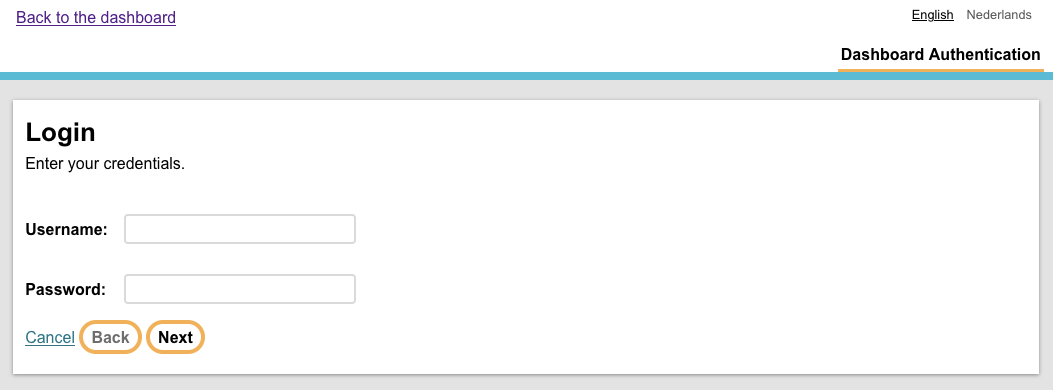 Back to the dashboard
English Nederlands
Dashboard Authentication
Login
Enter your credentials.
Username:
Password:
Cancel Back Next